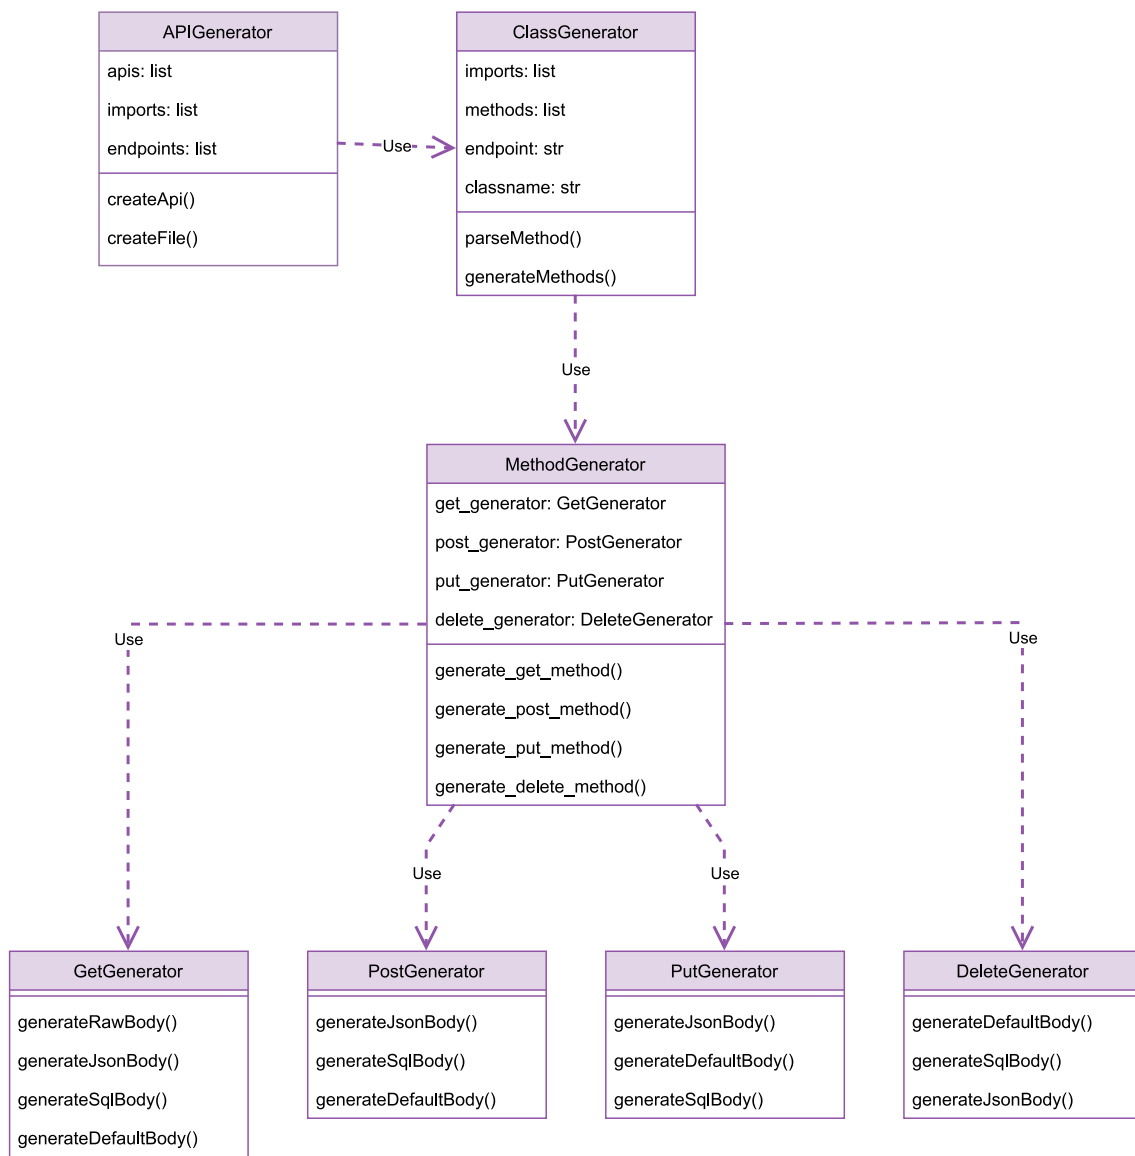 APIGenerator
apis: list
imports: list
endpoints: list
createApi()
createFile()
Use
ClassGenerator
imports: list
methods: list
endpoint: str
classname: str
parseMethod()
generateMethods()
Use
MethodGenerator
get_generator: GetGenerator
post_generator: PostGenerator
put_generator: PutGenerator
delete_generator: DeleteGenerator
generate_get_method()
generate_post_method()
generate_put_method()
generate_delete_method()
Use
Use
Use
Use
GetGenerator
generateRawBody()
generateJsonBody()
generateSqlBody()
generateDefaultBody()
PostGenerator
generateJsonBody()
generateSqlBody()
generateDefaultBody()
PutGenerator
generateJsonBody()
generateDefaultBody()
generateSqlBody()
DeleteGenerator
generateDefaultBody()
generateSqlBody()
generateJsonBody()